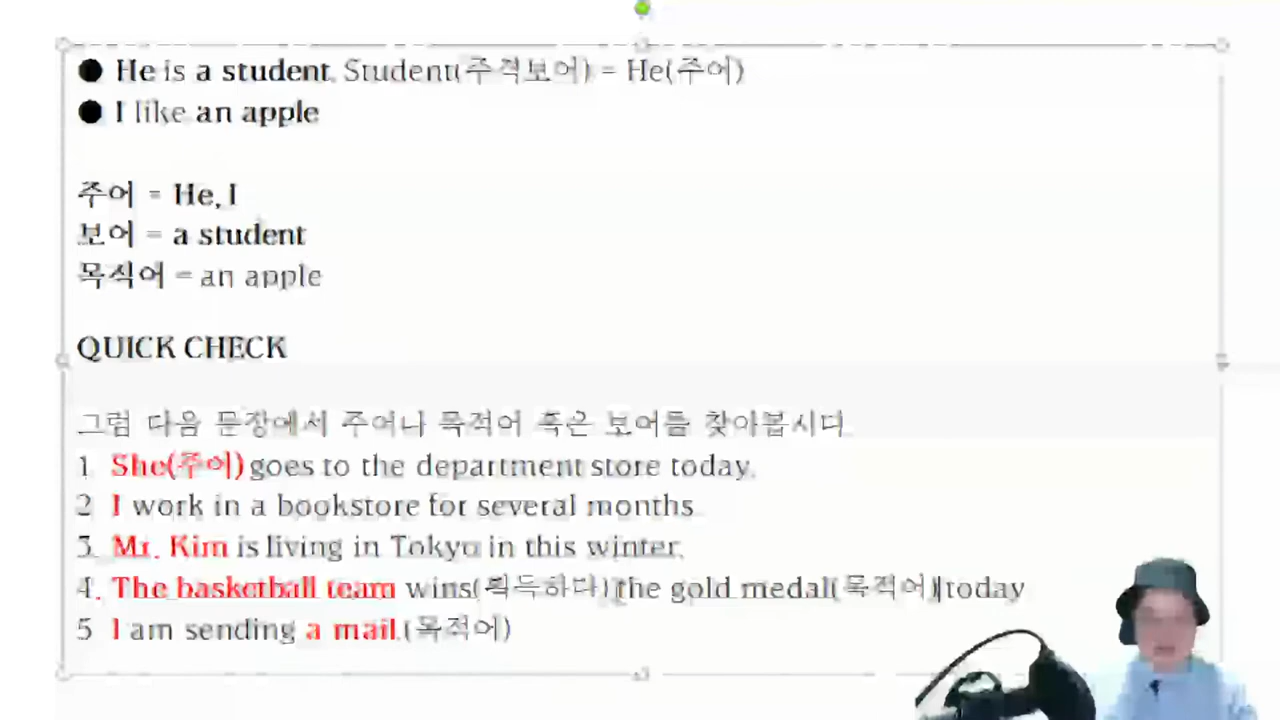 ● He is a student. Student(주격보어) = He(주어)
● I like an apple
주어 = He, I
보어 = a student
목적어 = an apple
QUICK CHECK
그럼 다음 문장에서 주어나 목적어 혹은 보어를 찾아봅시다.
1 She(주어) goes to the department store today.
2 I work in a bookstore for several months
3. Mr. Kim is living in Tokyo in this winter.
4. The basketball team wins(획득하다)[the gold medal(목적어)]today
5 I am sending a mail.(목적어)